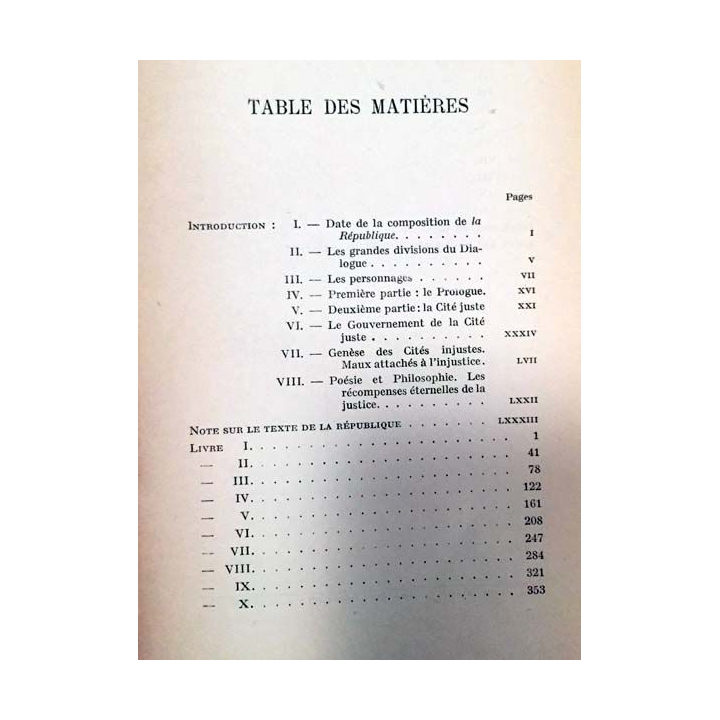 TABLE DES MATIÈRES
Pages
INTRODUCTION : I. — Date de la composition de la
République. . . . . . . . I
II. — Les grandes divisions du Dia-
logue . . . . . . . . . . V
III. — Les personnages . . . . . . VII
IV. — Première partie : le Prologue. XVI
V. — Deuxième partie : la Cité juste XXI
VI. — Le Gouvernement de la Cité
juste . . . . . . . . . . XXXIV
VII. — Genèse des Cités injustes.
Maux attachés à l'injustice. LVII
VIII. — Poésie et Philosophie. Les
récompenses éternelles de la
justice. . . . . . . . . . LXXII
NOTE SUR LE TEXTE DE LA RÉPUBLIQUE . . . . . . . LXXXIII
LIVRE I. . . . . . . . . . . . . . . . 1
— II. . . . . . . . . . . . . . . . 41
— III. . . . . . . . . . . . . . . . 78
— IV. . . . . . . . . . . . . . . . 122
— V. . . . . . . . . . . . . . . . 161
— VI. . . . . . . . . . . . . . . . 208
— VII. . . . . . . . . . . . . . . . 247
— VIII. . . . . . . . . . . . . . . . 284
— IX. . . . . . . . . . . . . . . . 321
— X. . . . . . . . . . . . . . . . 353